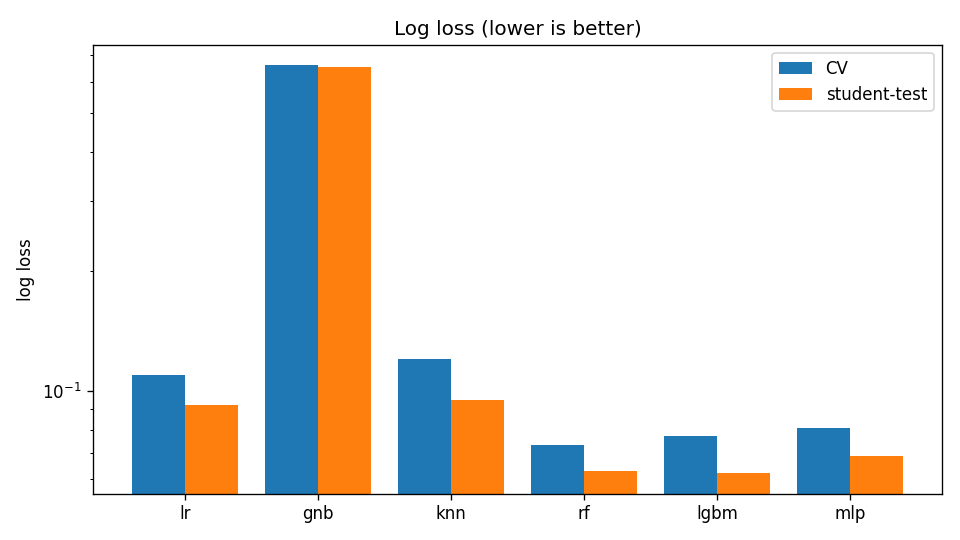 Log loss (lower is better)
CV
student-test
log loss
10⁻¹
lr gnb knn rf lgbm mlp